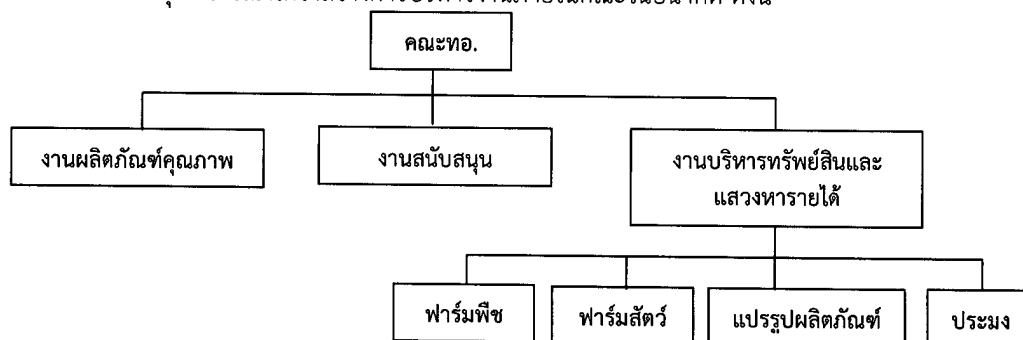 คณะทอ.
งานผลิตภัณฑ์คุณภาพ
งานสนับสนุน
งานบริหารทรัพย์สินและ
แสวงหารายได้
ฟาร์มพืช
ฟาร์มสัตว์
แปรรูปผลิตภัณฑ์
ประมง